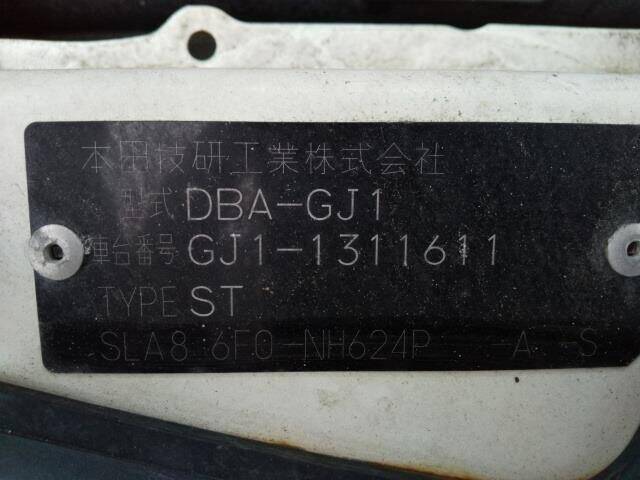 本田技研工業株式会社
型式 DBA-GJ1
車台番号 GJ1-1311611
TYPE ST
SLA8 6F0-NH624P -A -S